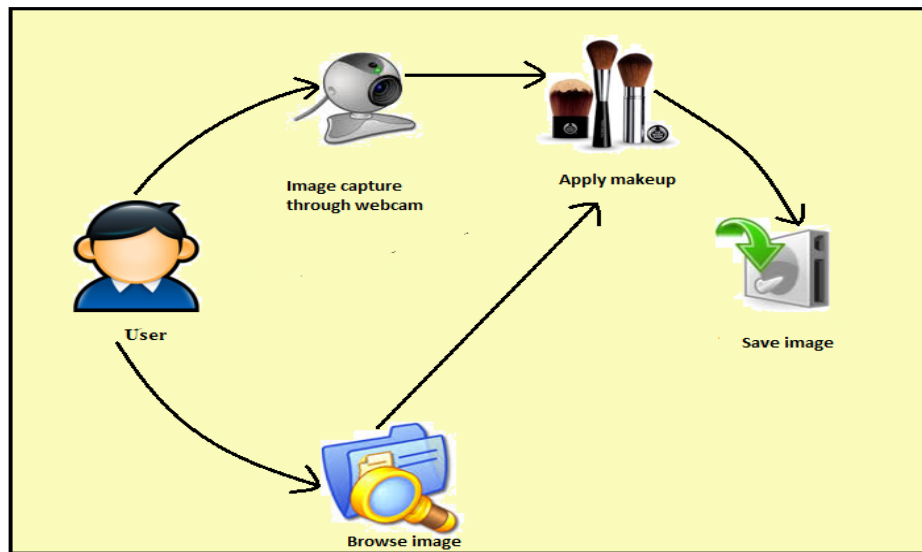 Image capture
through webcam
Apply makeup
User
Save image
Browse image